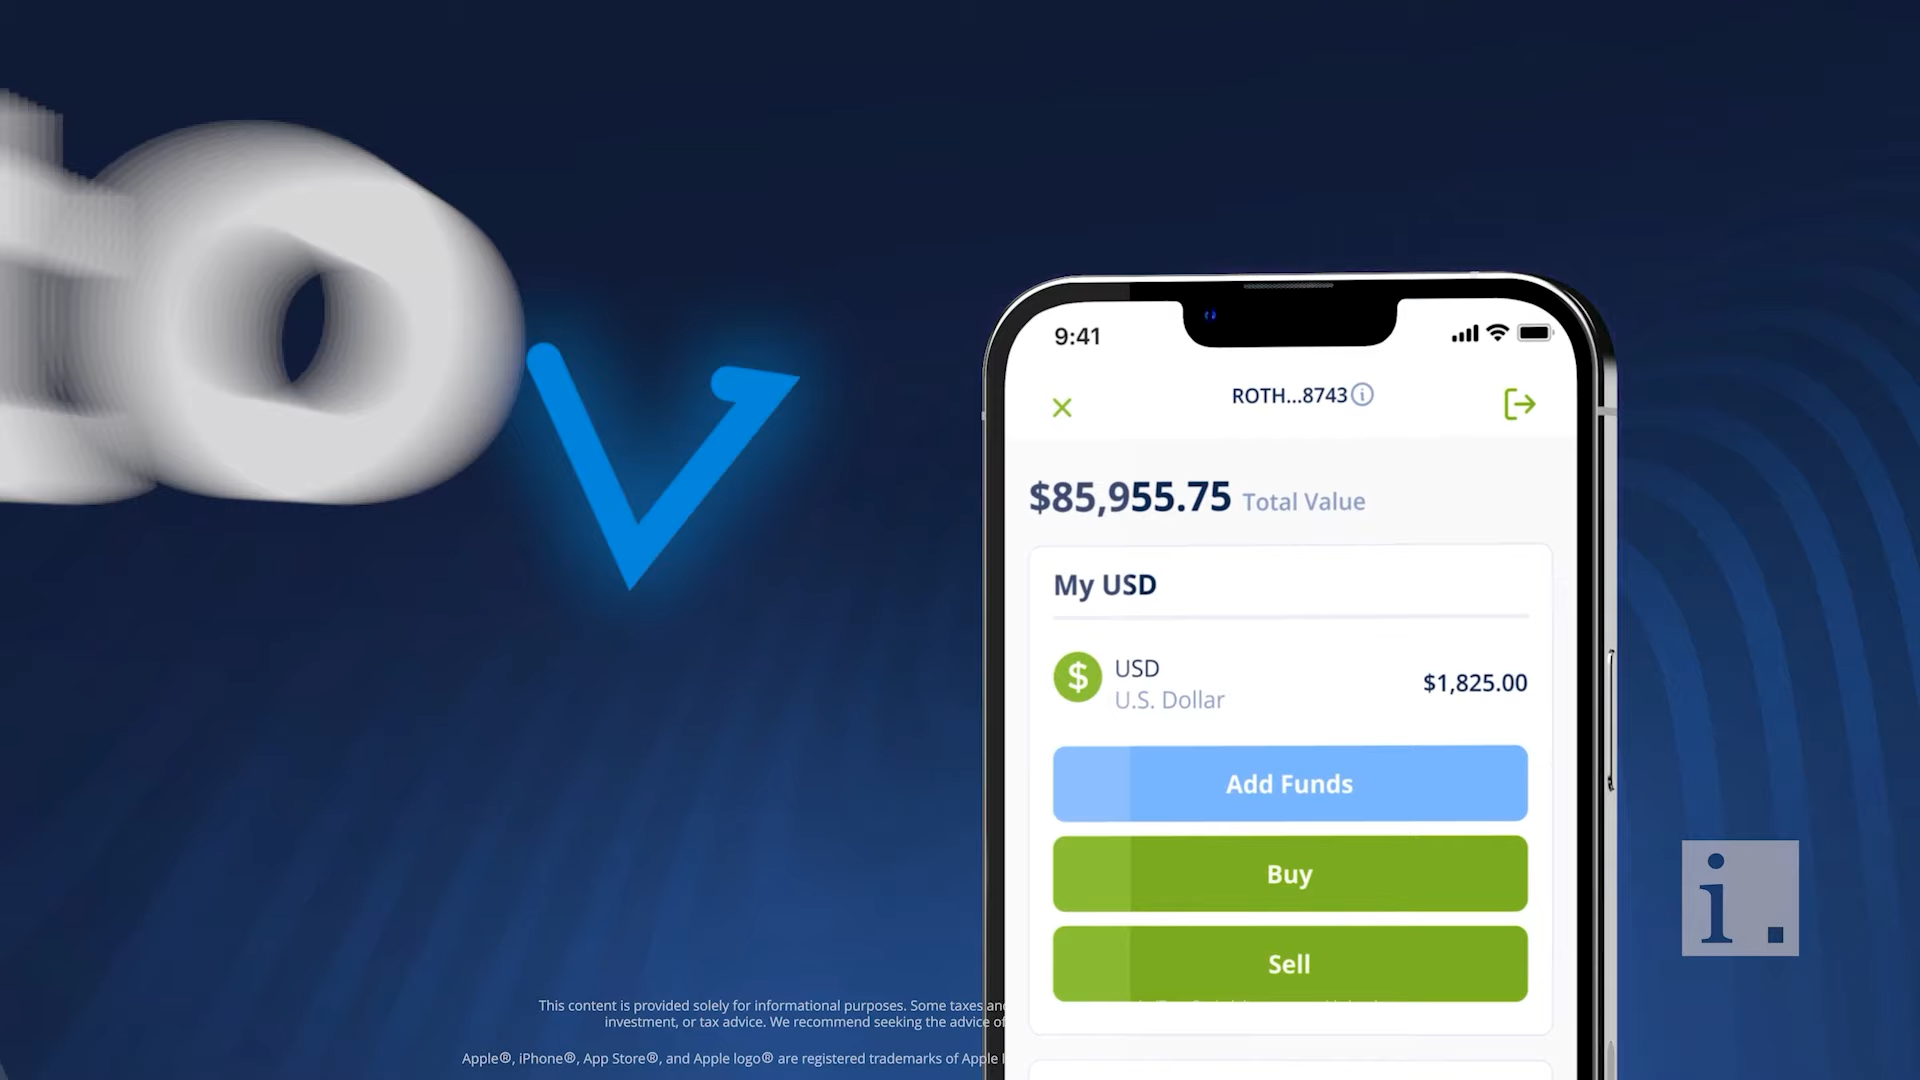 9:41
ROTH...8743
$85,955.75 Total Value
My USD
USD
U.S. Dollar
$1,825.00
Add Funds
Buy
Sell
i.
This content is provided solely for informational purposes. Some taxes and
investment, or tax advice. We recommend seeking the advice of
Apple®, iPhone®, App Store®, and Apple logo® are registered trademarks of Apple